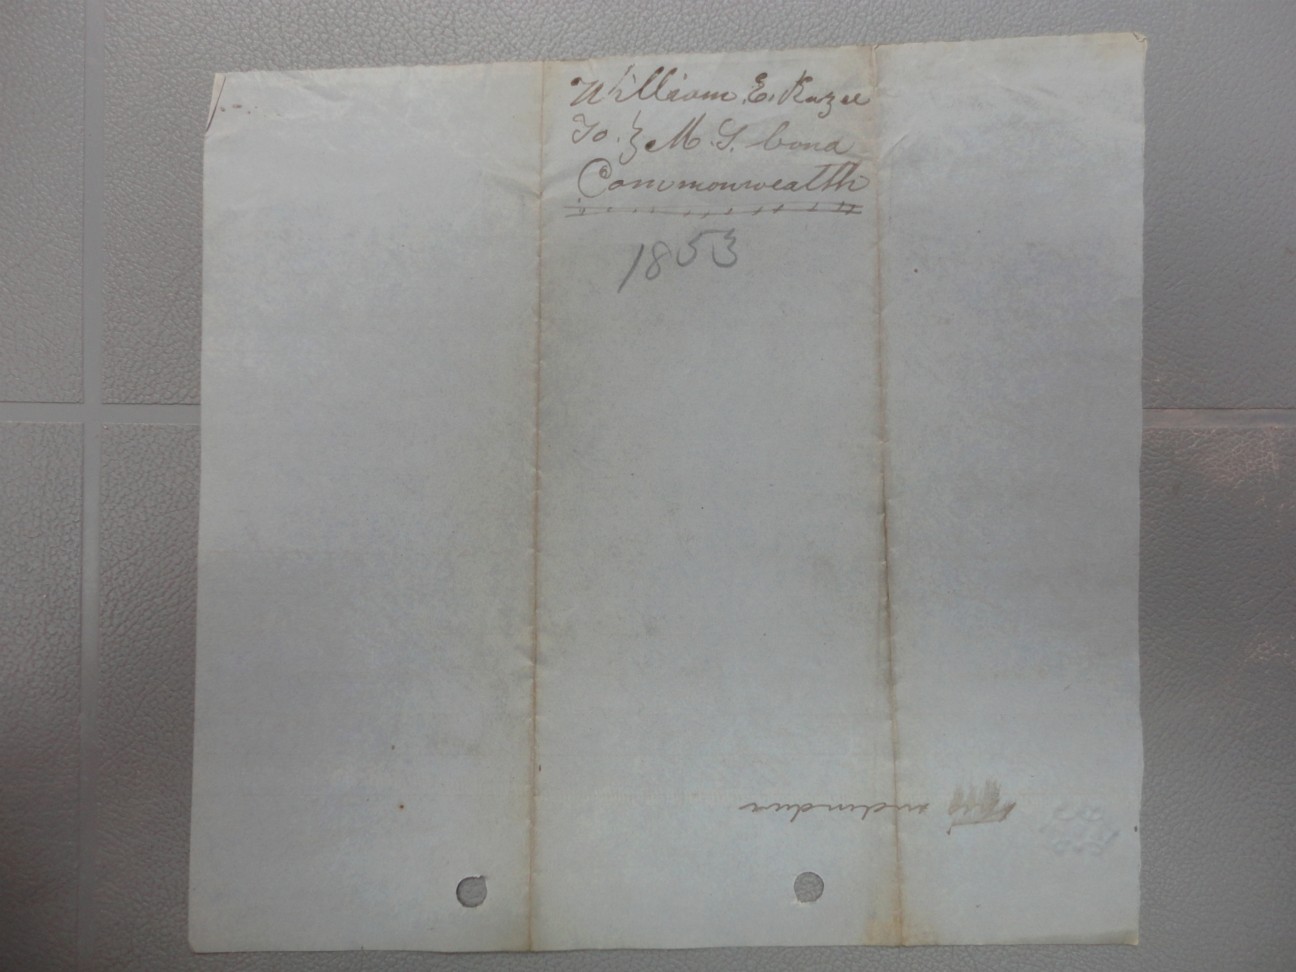 William E. Kazee
To } M. S. bond
Commonwealth
1853